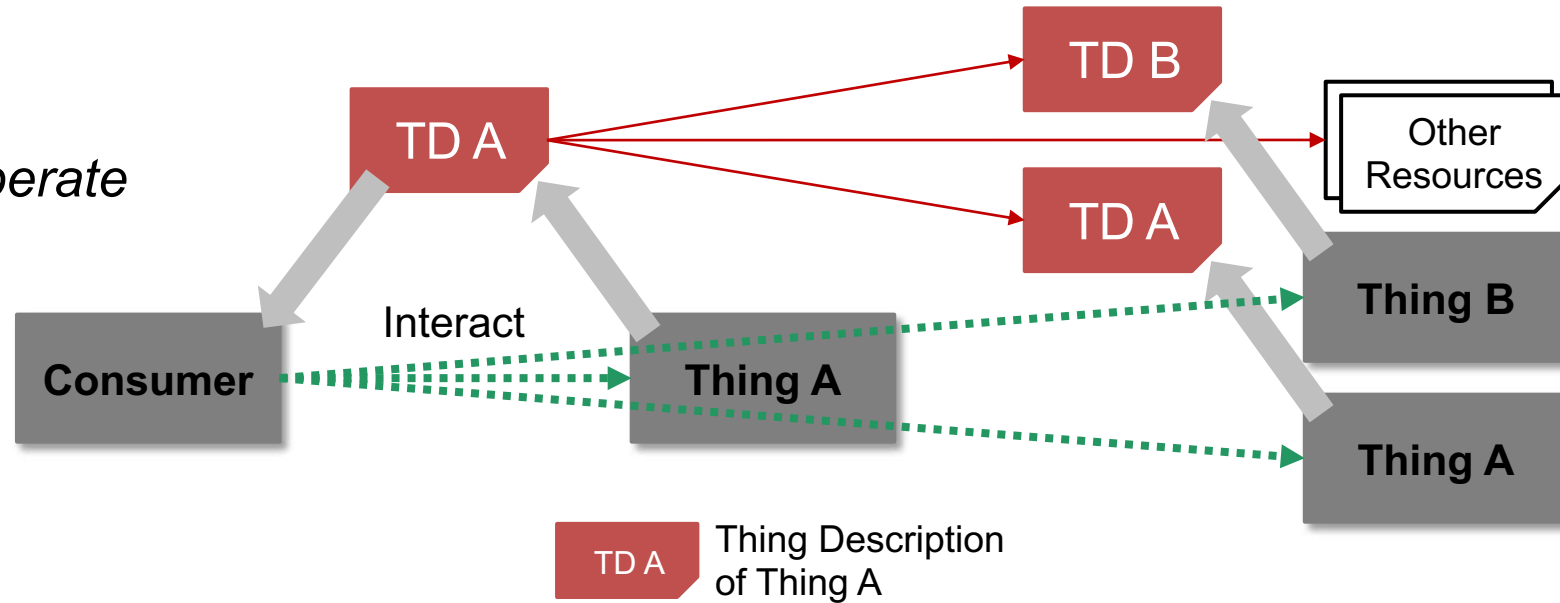 TD B
TD A
Other
Resources
perate
TD A
Thing B
Interact
Consumer
Thing A
Thing A
TD A
Thing Description
of Thing A